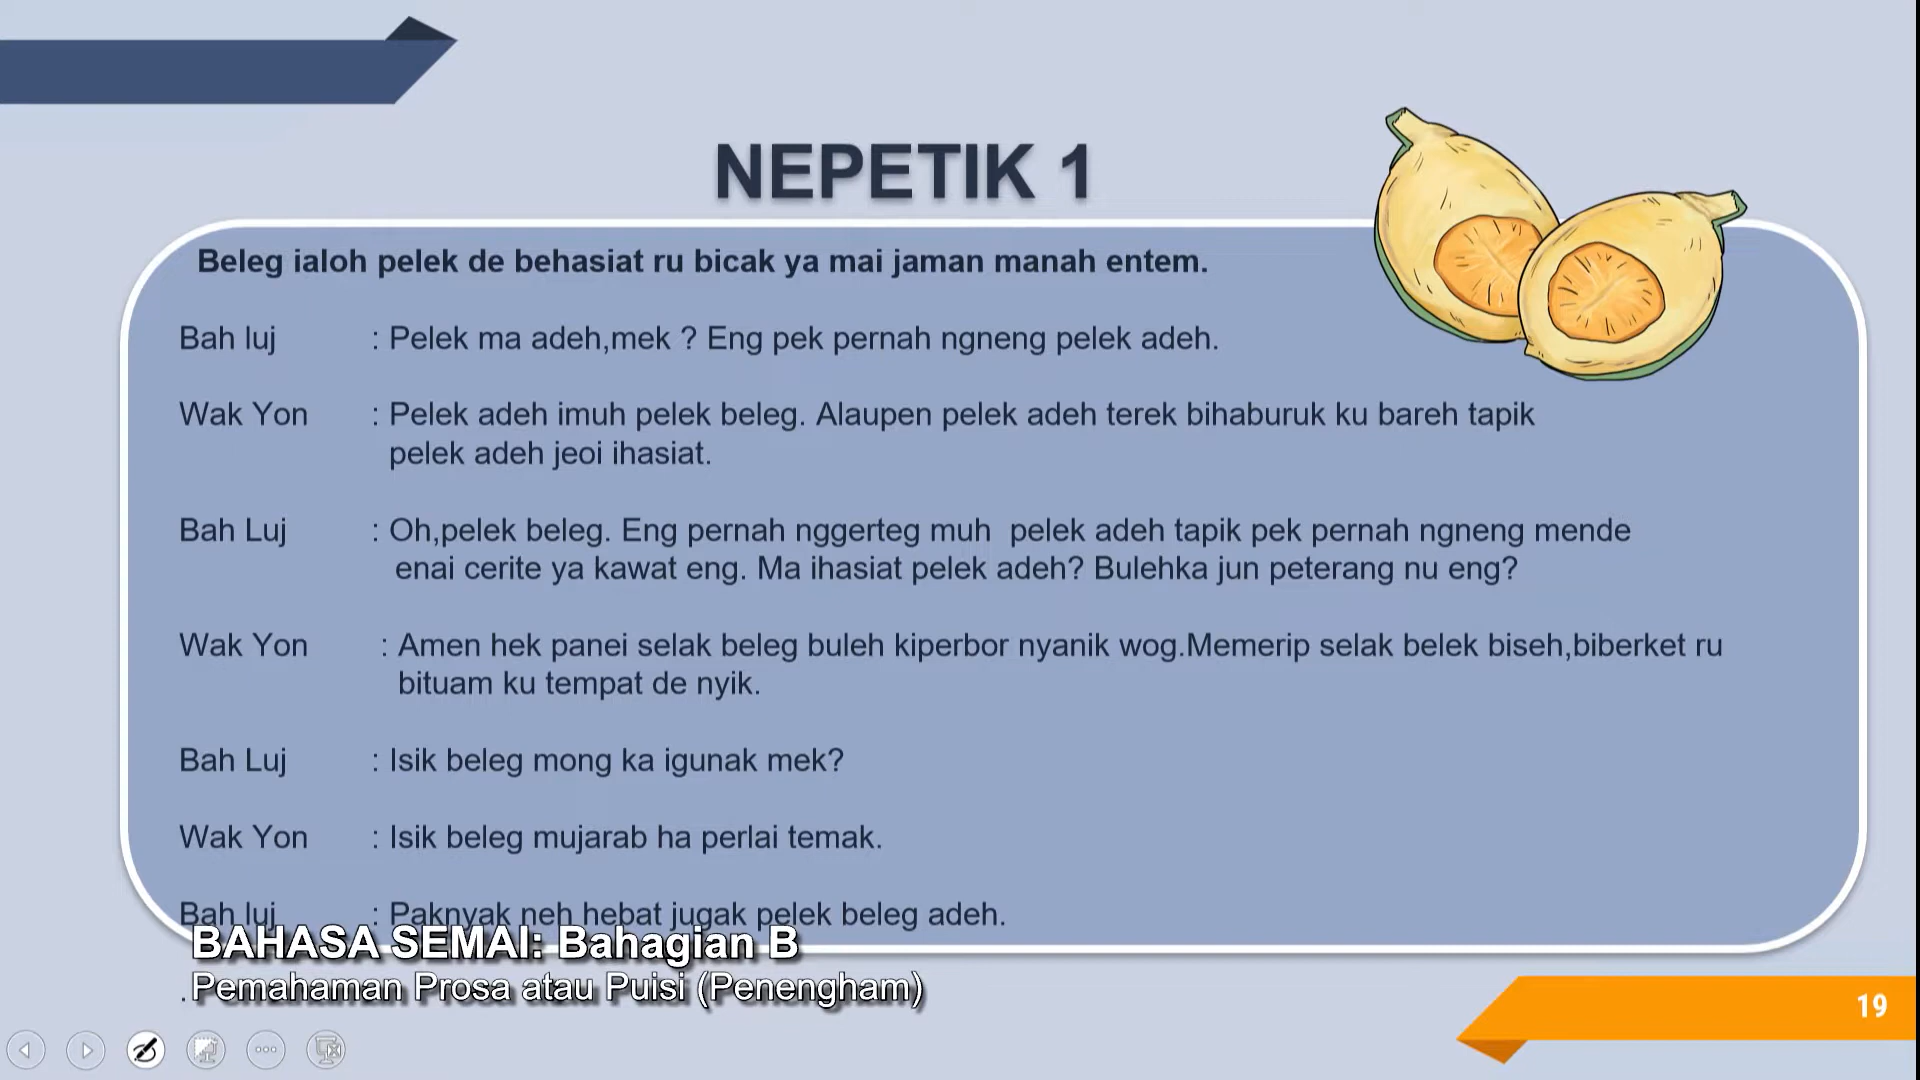 NEPETIK 1
Beleg ialoh pelek de behasiat ru bicak ya mai jaman manah entem.
Bah luj : Pelek ma adeh,mek ? Eng pek pernah ngneng pelek adeh.
Wak Yon : Pelek adeh imuh pelek beleg. Alaupen pelek adeh terek bihaburuk ku bareh tapik
pelek adeh jeoi ihasiat.
Bah Luj : Oh,pelek beleg. Eng pernah nggerteg muh pelek adeh tapik pek pernah ngneng mende
enai cerite ya kawat eng. Ma ihasiat pelek adeh? Bulehka jun peterang nu eng?
Wak Yon : Amen hek panei selak beleg buleh kiperbor nyanik wog.Memerip selak belek biseh,biberket ru
bituam ku tempat de nyik.
Bah Luj : Isik beleg mong ka igunak mek?
Wak Yon : Isik beleg mujarab ha perlai temak.
Bah luj : Paknyak neh hebat jugak pelek beleg adeh.
BAHASA SEMAI: Bahagian B
.Pemahaman Prosa atau Puisi (Penengham)
19